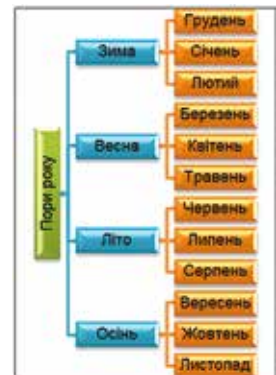 Пори року
Зима
Грудень
Січень
Лютий
Весна
Березень
Квітень
Травень
Літо
Червень
Липень
Серпень
Осінь
Вересень
Жовтень
Листопад